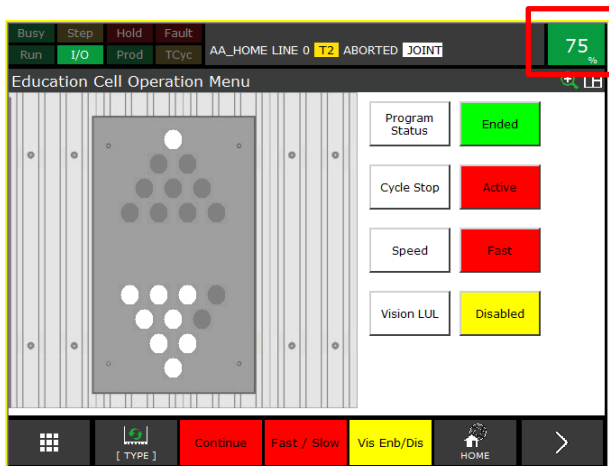 Busy Step Hold Fault
Run I/O Prod TCyc
AA_HOME LINE 0 T2 ABORTED JOINT
75
%
Education Cell Operation Menu
Program
Status
Ended
Cycle Stop
Active
Speed
Fast
Vision LUL
Disabled
[ TYPE ]
Continue
Fast / Slow
Vis Enb/Dis
HOME